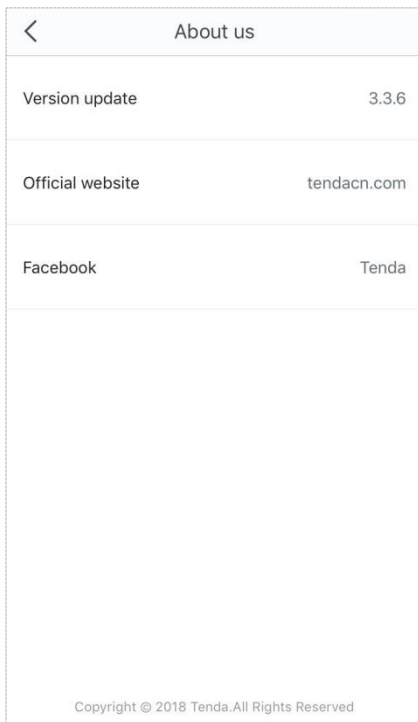 About us
Version update 3.3.6
Official website tendacn.com
Facebook Tenda
Copyright © 2018 Tenda.All Rights Reserved